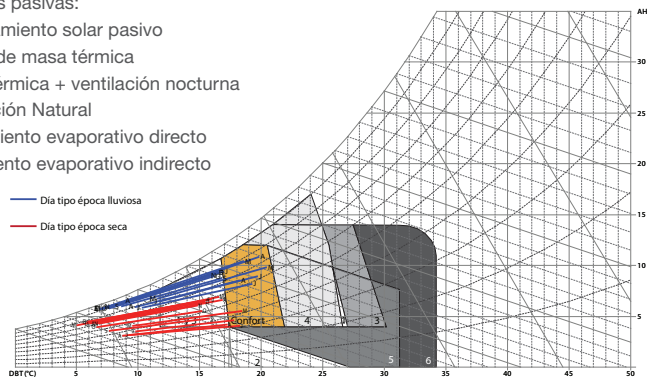 s pasivas:
amiento solar pasivo
de masa térmica
érmica + ventilación nocturna
ción Natural
iento evaporativo directo
ento evaporativo indirecto
Día tipo época lluviosa
Día tipo época seca
AH
30
25
20
15
10
5
Confort
4
3
2
5
6
DBT(°C)
5
10
15
20
25
30
35
40
45
50